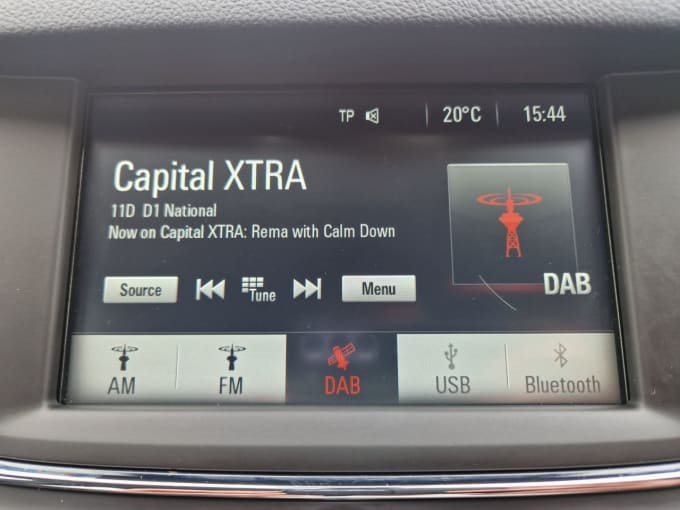 TP 20°C 15:44
Capital XTRA
11D D1 National
Now on Capital XTRA: Rema with Calm Down
DAB
Source Tune Menu
AM FM DAB USB Bluetooth